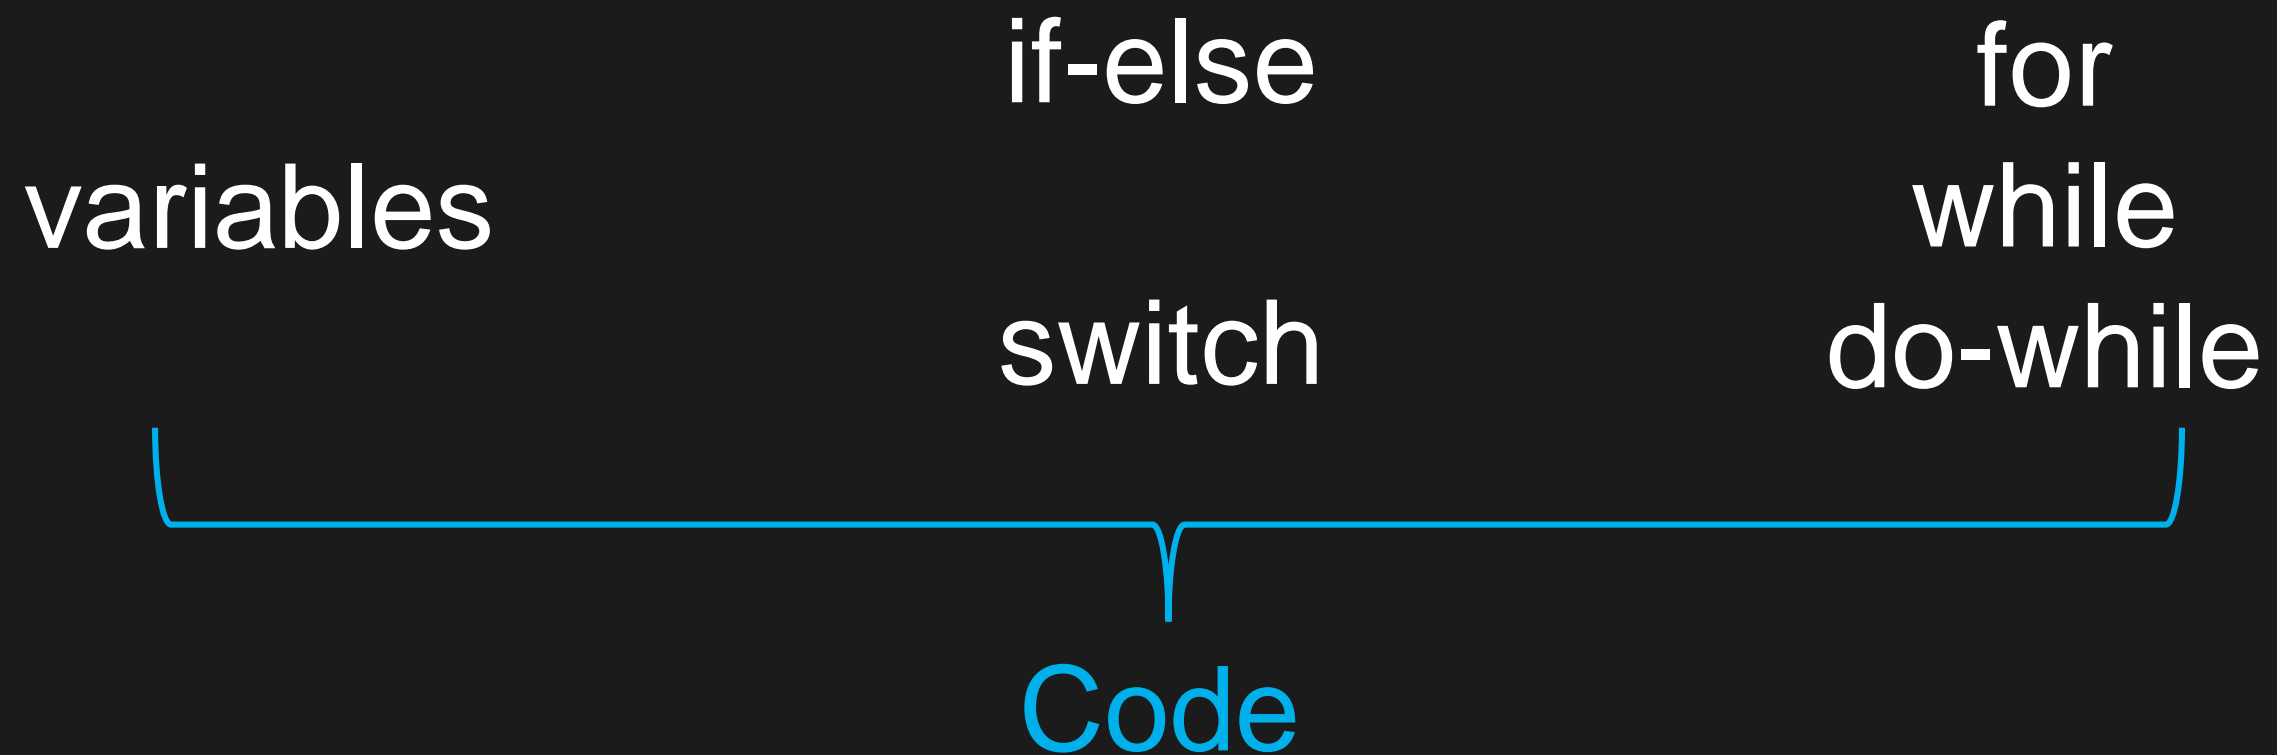 variables
if-else
switch
for
while
do-while
Code